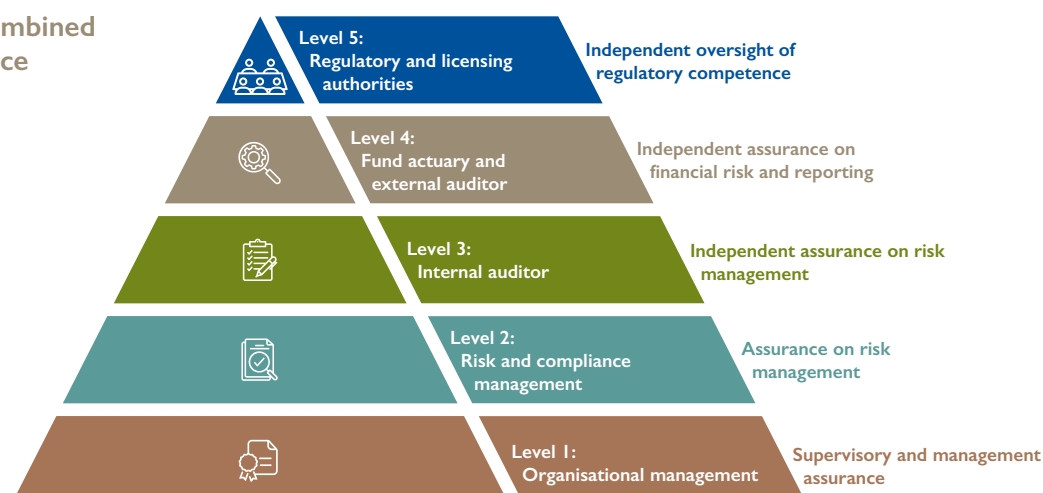 mbined
ce
Level 5:
Regulatory and licensing
authorities
Independent oversight of
regulatory competence
Level 4:
Fund actuary and
external auditor
Independent assurance on
financial risk and reporting
Level 3:
Internal auditor
Independent assurance on risk
management
Level 2:
Risk and compliance
management
Assurance on risk
management
Level 1:
Organisational management
Supervisory and management
assurance